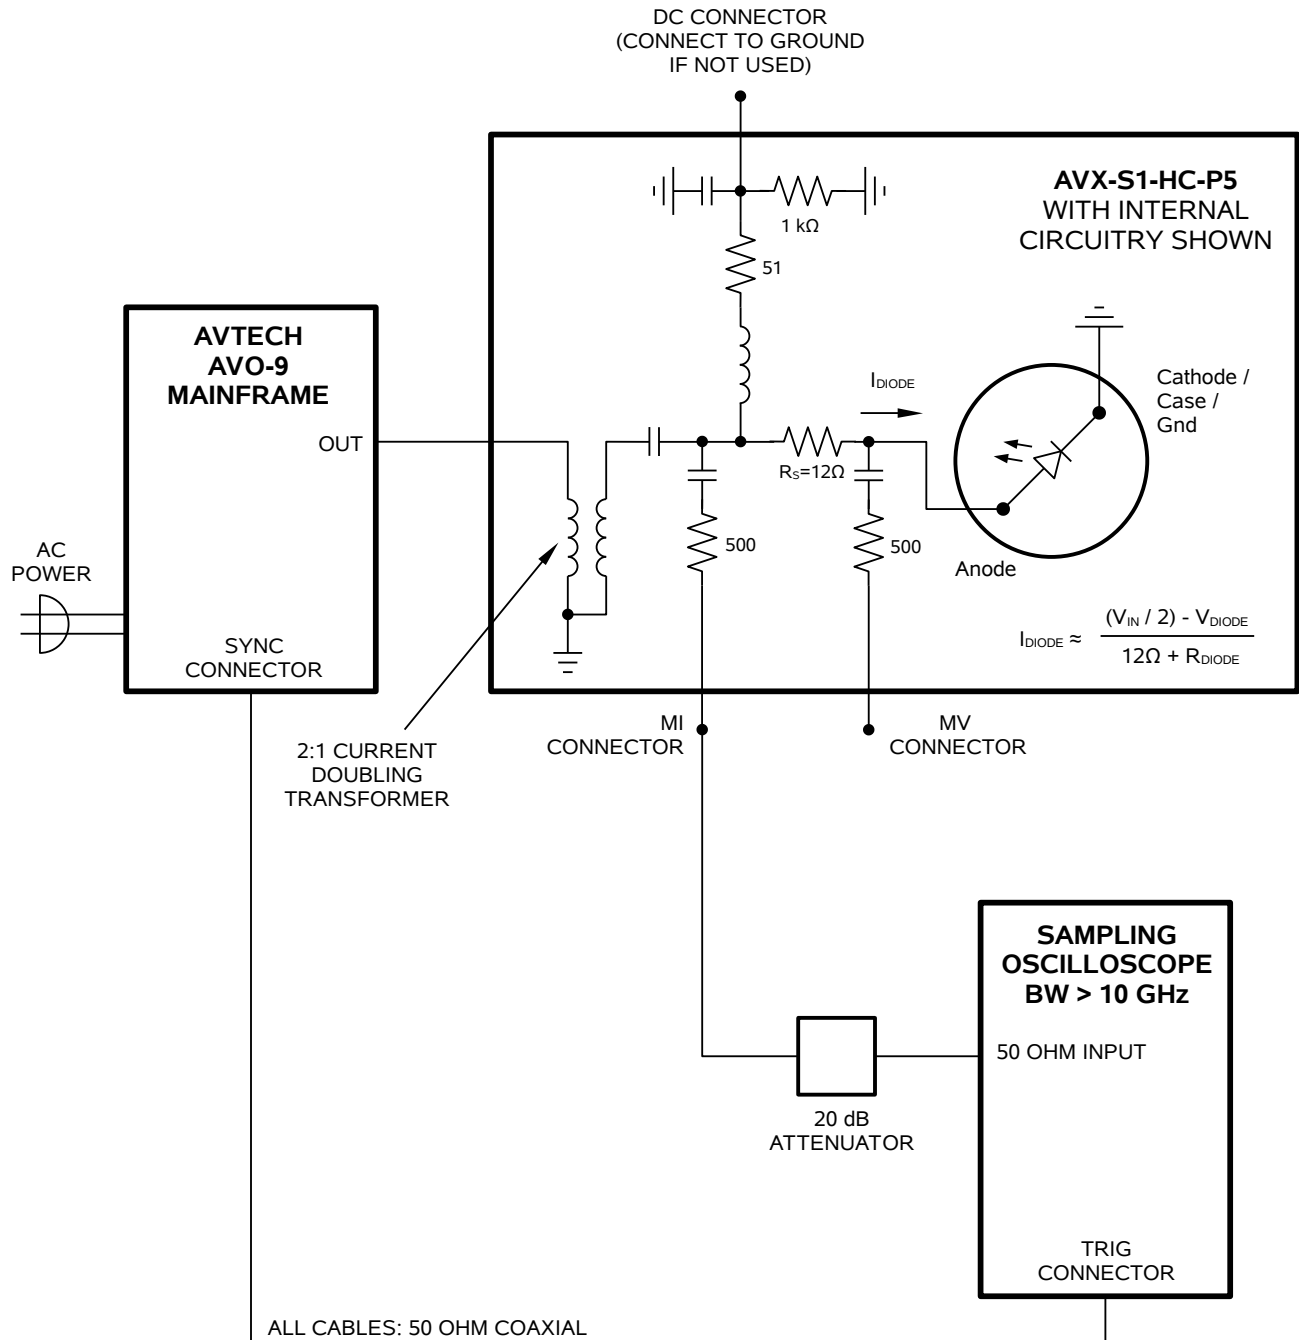 DC CONNECTOR
(CONNECT TO GROUND
IF NOT USED)
AVX-S1-HC-P5
WITH INTERNAL
CIRCUITRY SHOWN
1 kΩ
51
AVTECH
AVO-9
MAINFRAME
OUT
I DIODE
Cathode /
Case /
Gnd
RS=12Ω
500
500
Anode
AC
POWER
SYNC
CONNECTOR
(VIN / 2) - VDIODE
IDIODE ≈
12Ω + RDIODE
MI
CONNECTOR
MV
CONNECTOR
2:1 CURRENT
DOUBLING
TRANSFORMER
SAMPLING
OSCILLOSCOPE
BW > 10 GHz
50 OHM INPUT
20 dB
ATTENUATOR
TRIG
CONNECTOR
ALL CABLES: 50 OHM COAXIAL